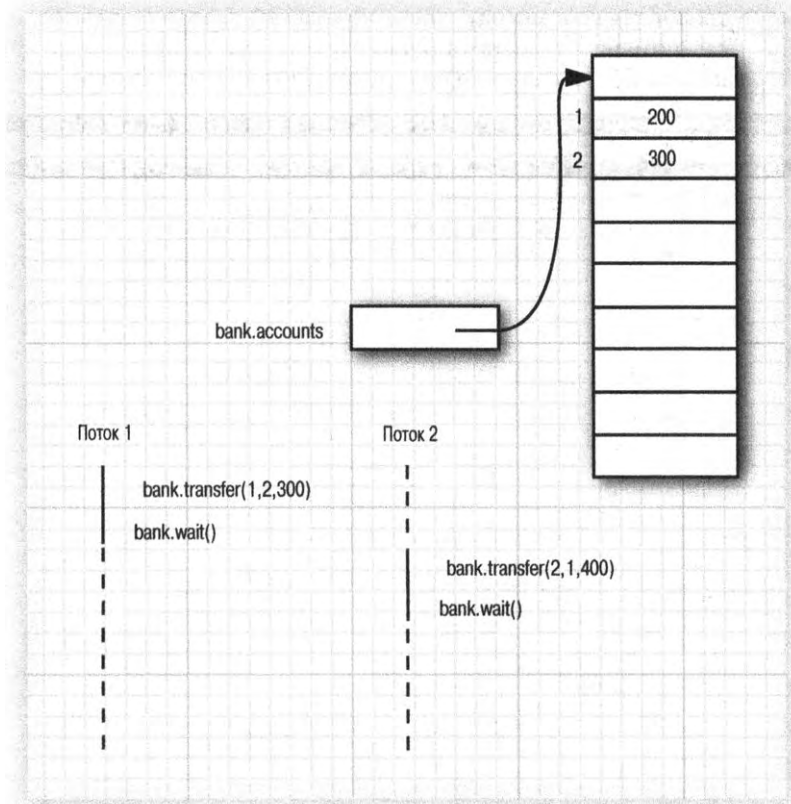 1 200
2 300
bank.accounts
Поток 1 Поток 2
bank.transfer(1,2,300)
bank.wait()
bank.transfer(2,1,400)
bank.wait()